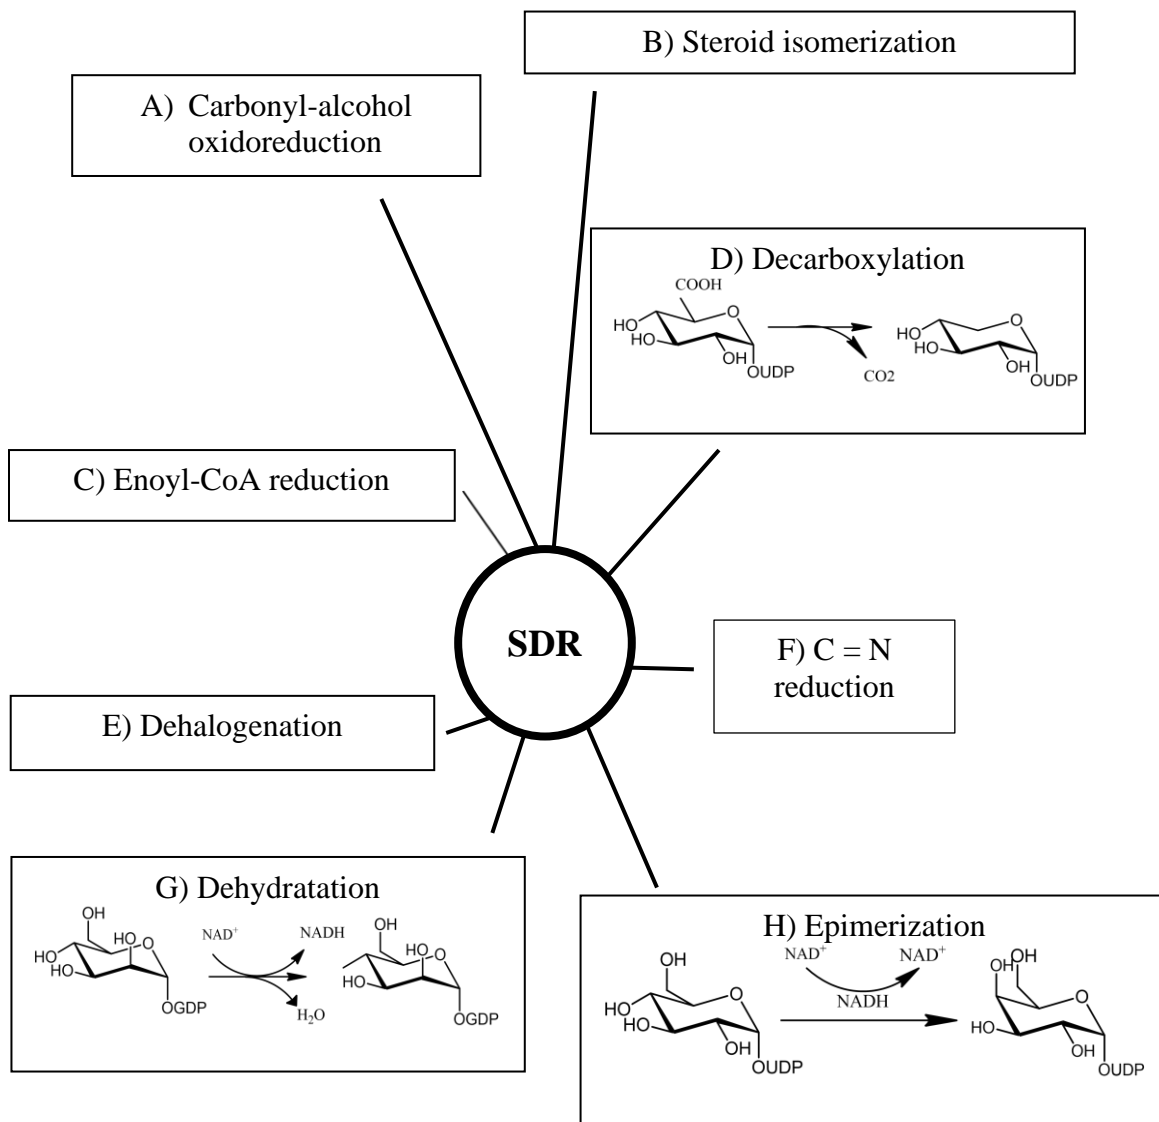 B) Steroid isomerization
A) Carbonyl-alcohol
oxidoreduction
D) Decarboxylation
COOH
O
HO
HO
OH
OUDP
CO2
O
HO
HO
OH
OUDP
C) Enoyl-CoA reduction
SDR
F) C = N
reduction
E) Dehalogenation
G) Dehydratation
OH
HO
HO
HO
O
OGDP
NAD+
NADH
H₂O
OH
HO
O
HO
OGDP
H) Epimerization
OH
HO
HO
O
OH
OUDP
NAD+
NAD+
NADH
OH
OH
O
HO
OH
OUDP